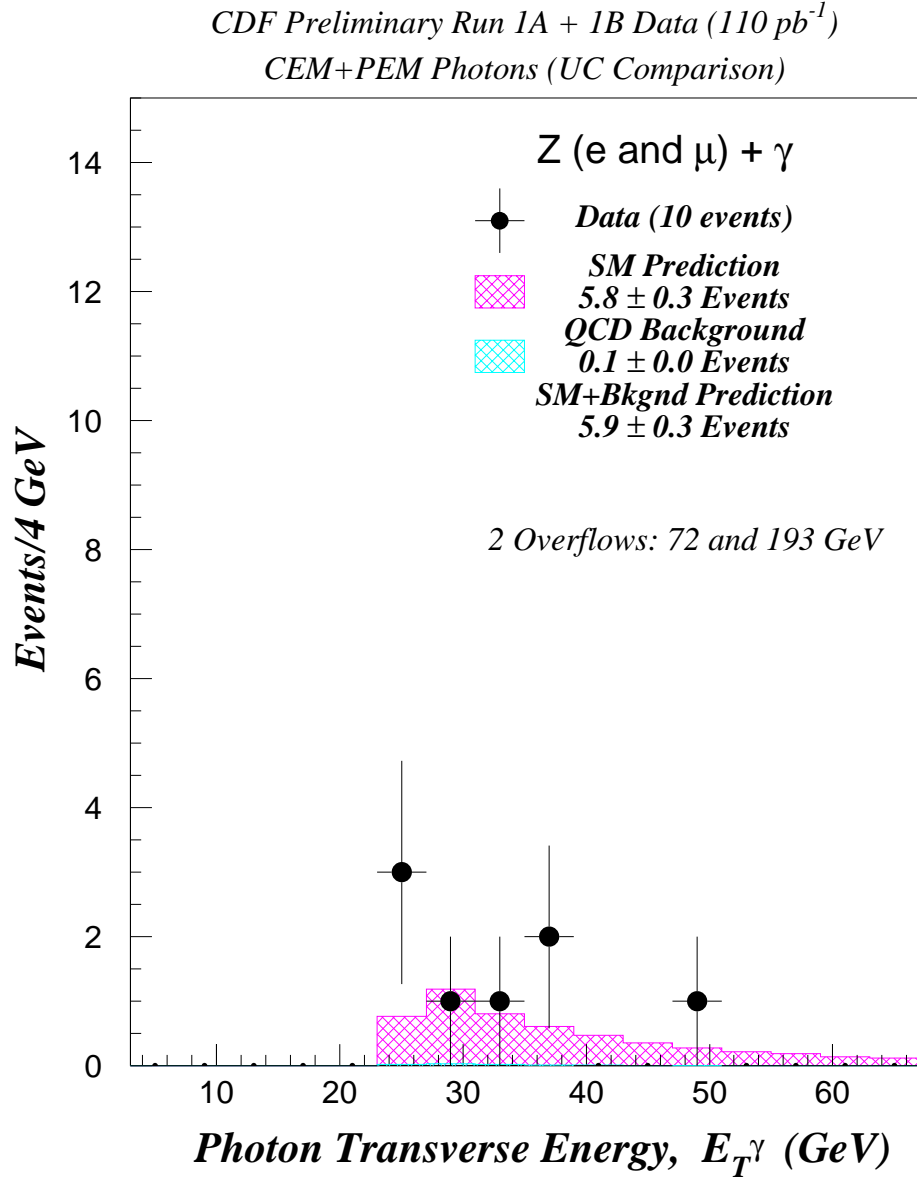 CDF Preliminary Run 1A + 1B Data (110 pb⁻¹)
CEM+PEM Photons (UC Comparison)
Z (e and μ) + γ
Data (10 events)
SM Prediction
5.8 ± 0.3 Events
QCD Background
0.1 ± 0.0 Events
SM+Bkgnd Prediction
5.9 ± 0.3 Events
2 Overflows: 72 and 193 GeV
Events/4 GeV
14
12
10
8
6
4
2
0
10 20 30 40 50 60
Photon Transverse Energy, E_T^γ (GeV)